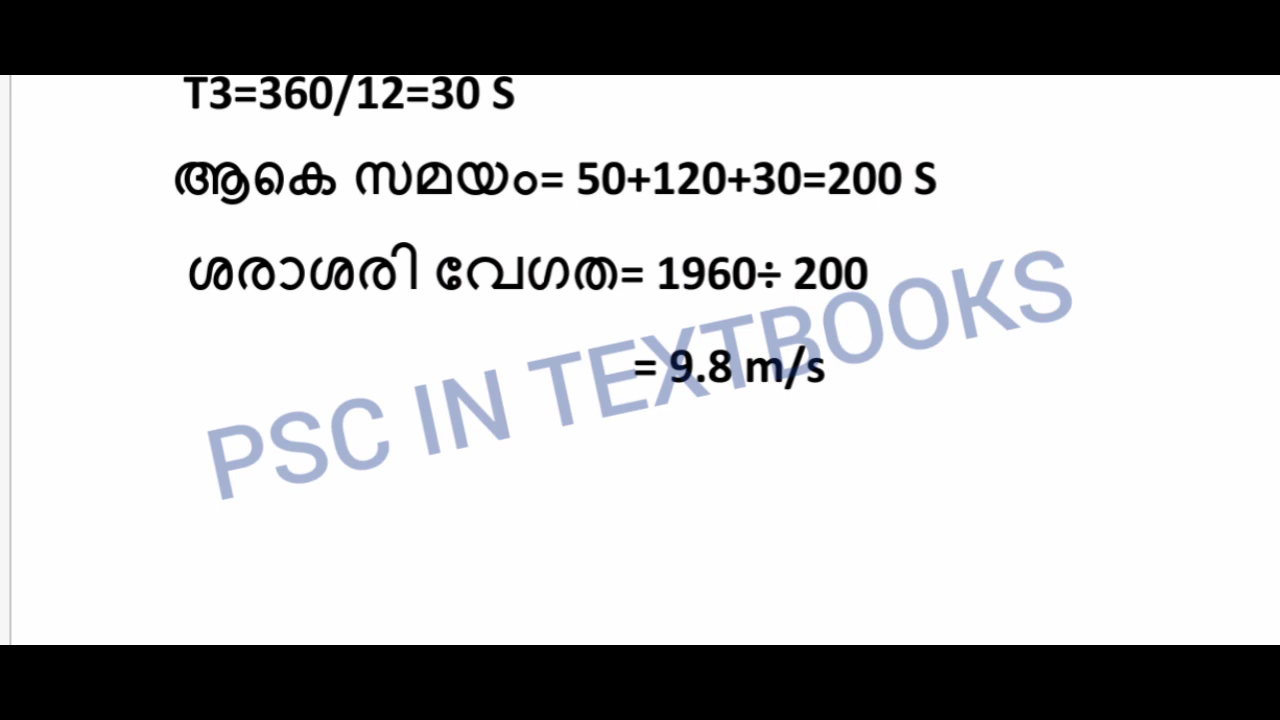 T3=360/12=30 S
ആകെ സമയം= 50+120+30=200 S
ശരാശരി വേഗത= 1960÷ 200
= 9.8 m/s
PSC IN TEXTBOOKS